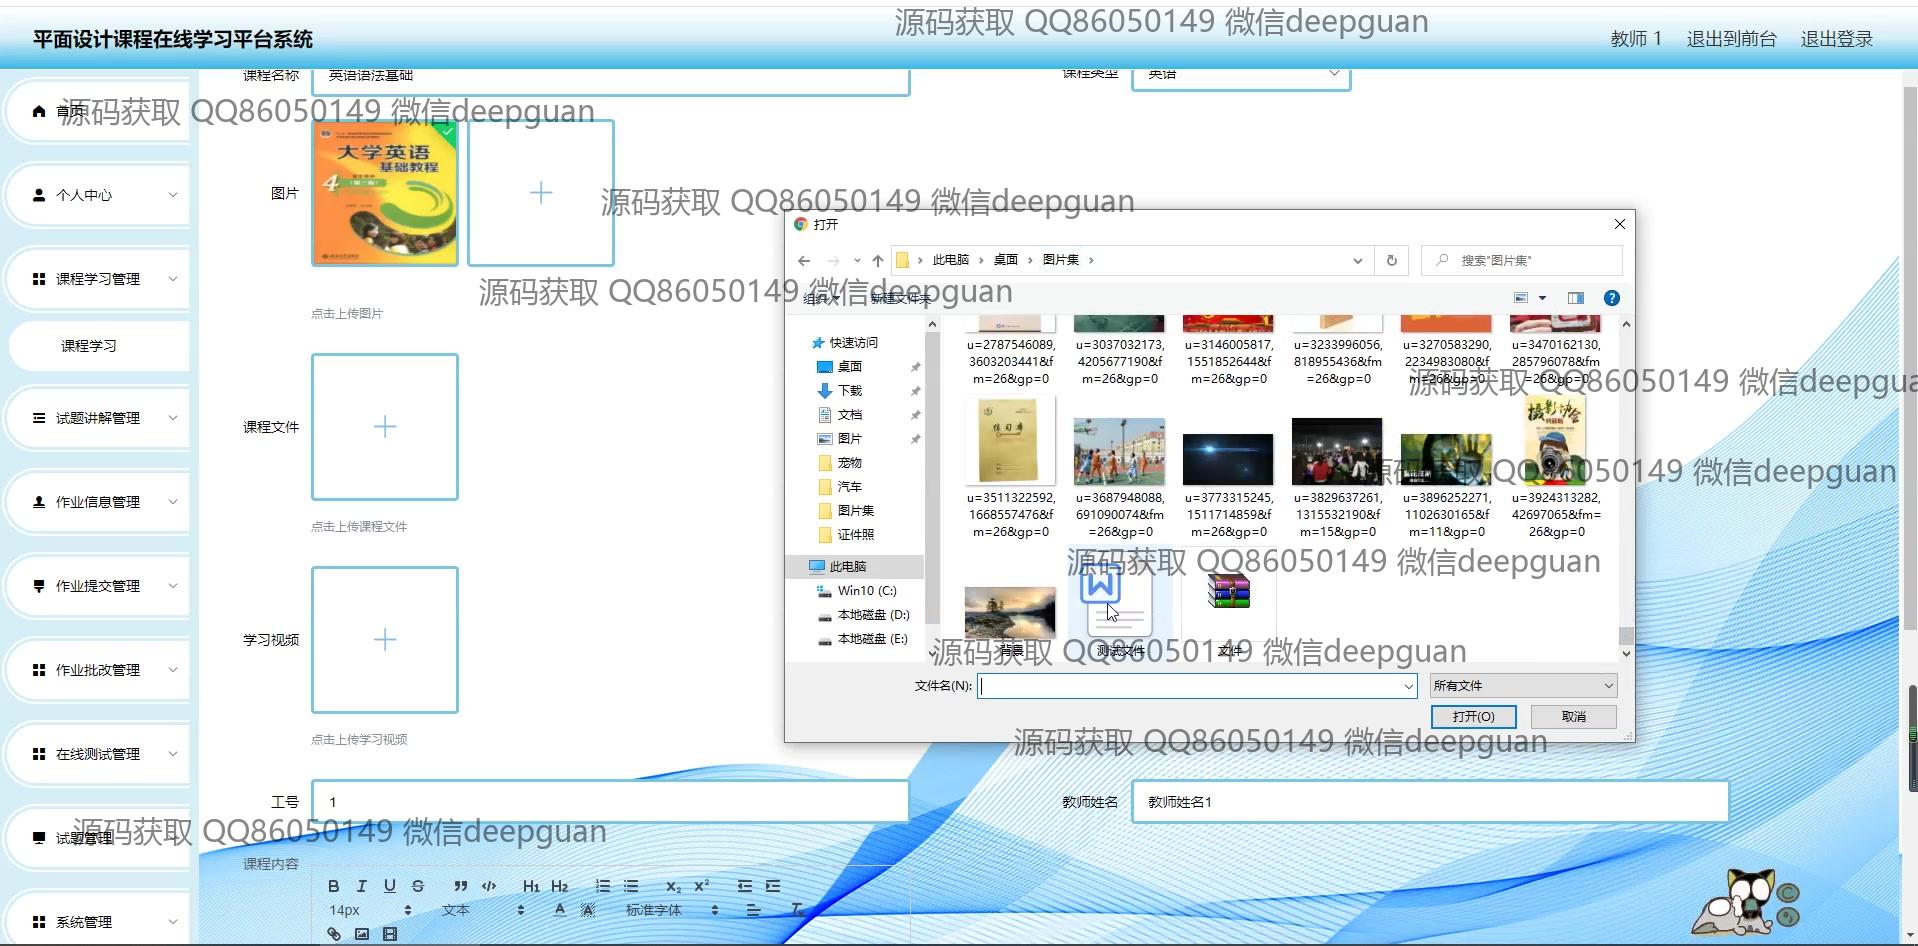 源码获取 QQ86050149 微信deepguan
平面设计课程在线学习平台系统
教师 1 退出到前台 退出登录
课程名称 英语语法基础 课程类型 英语
首页
源码获取 QQ86050149 微信deepguan
个人中心
课程学习管理
课程学习
试题讲解管理
作业信息管理
作业提交管理
作业批改管理
在线测试管理
试题管理
系统管理
图片
大学英语
基础教程
4
源码获取 QQ86050149 微信deepguan
源码获取 QQ86050149 微信deepguan
点击上传图片
课程文件
点击上传课程文件
学习视频
点击上传学习视频
打开
此电脑 桌面 图片集
搜索"图片集"
组织 新建文件夹
快速访问
桌面
下载
文档
图片
宠物
汽车
图片集
证件照
此电脑
Win10 (C:)
本地磁盘 (D:)
本地磁盘 (E:)
u=2787546089,
3603203441&f
m=26&gp=0
u=3037032173,
4205677190&f
m=26&gp=0
u=3146005817,
1551852644&f
m=26&gp=0
u=3233996056,
818955436&fm
=26&gp=0
u=3270583290,
2234983080&f
m=26&gp=0
u=3470162130,
285796078&fm
=26&gp=0
源码获取 QQ86050149 微信deepgua
练习本
摄影协会
源码获取 QQ86050149 微信deepguan
u=3511322592,
1668557476&f
m=26&gp=0
u=3687948088,
691090074&fm
=26&gp=0
u=3773315245,
1511714859&f
m=26&gp=0
u=3829637261,
1315532190&f
m=15&gp=0
u=3896252271,
1102630165&f
m=11&gp=0
u=3924313282,
42697065&fm=
26&gp=0
源码获取 QQ86050149 微信deepguan
W
背景
测试文件
文件
源码获取 QQ86050149 微信deepguan
文件名(N):
所有文件
打开(O) 取消
源码获取 QQ86050149 微信deepguan
工号 1 教师姓名 教师姓名1
源码获取 QQ86050149 微信deepguan
课程内容
B I U S H1 H2 X2 X2
14px 文本 A A 标准字体